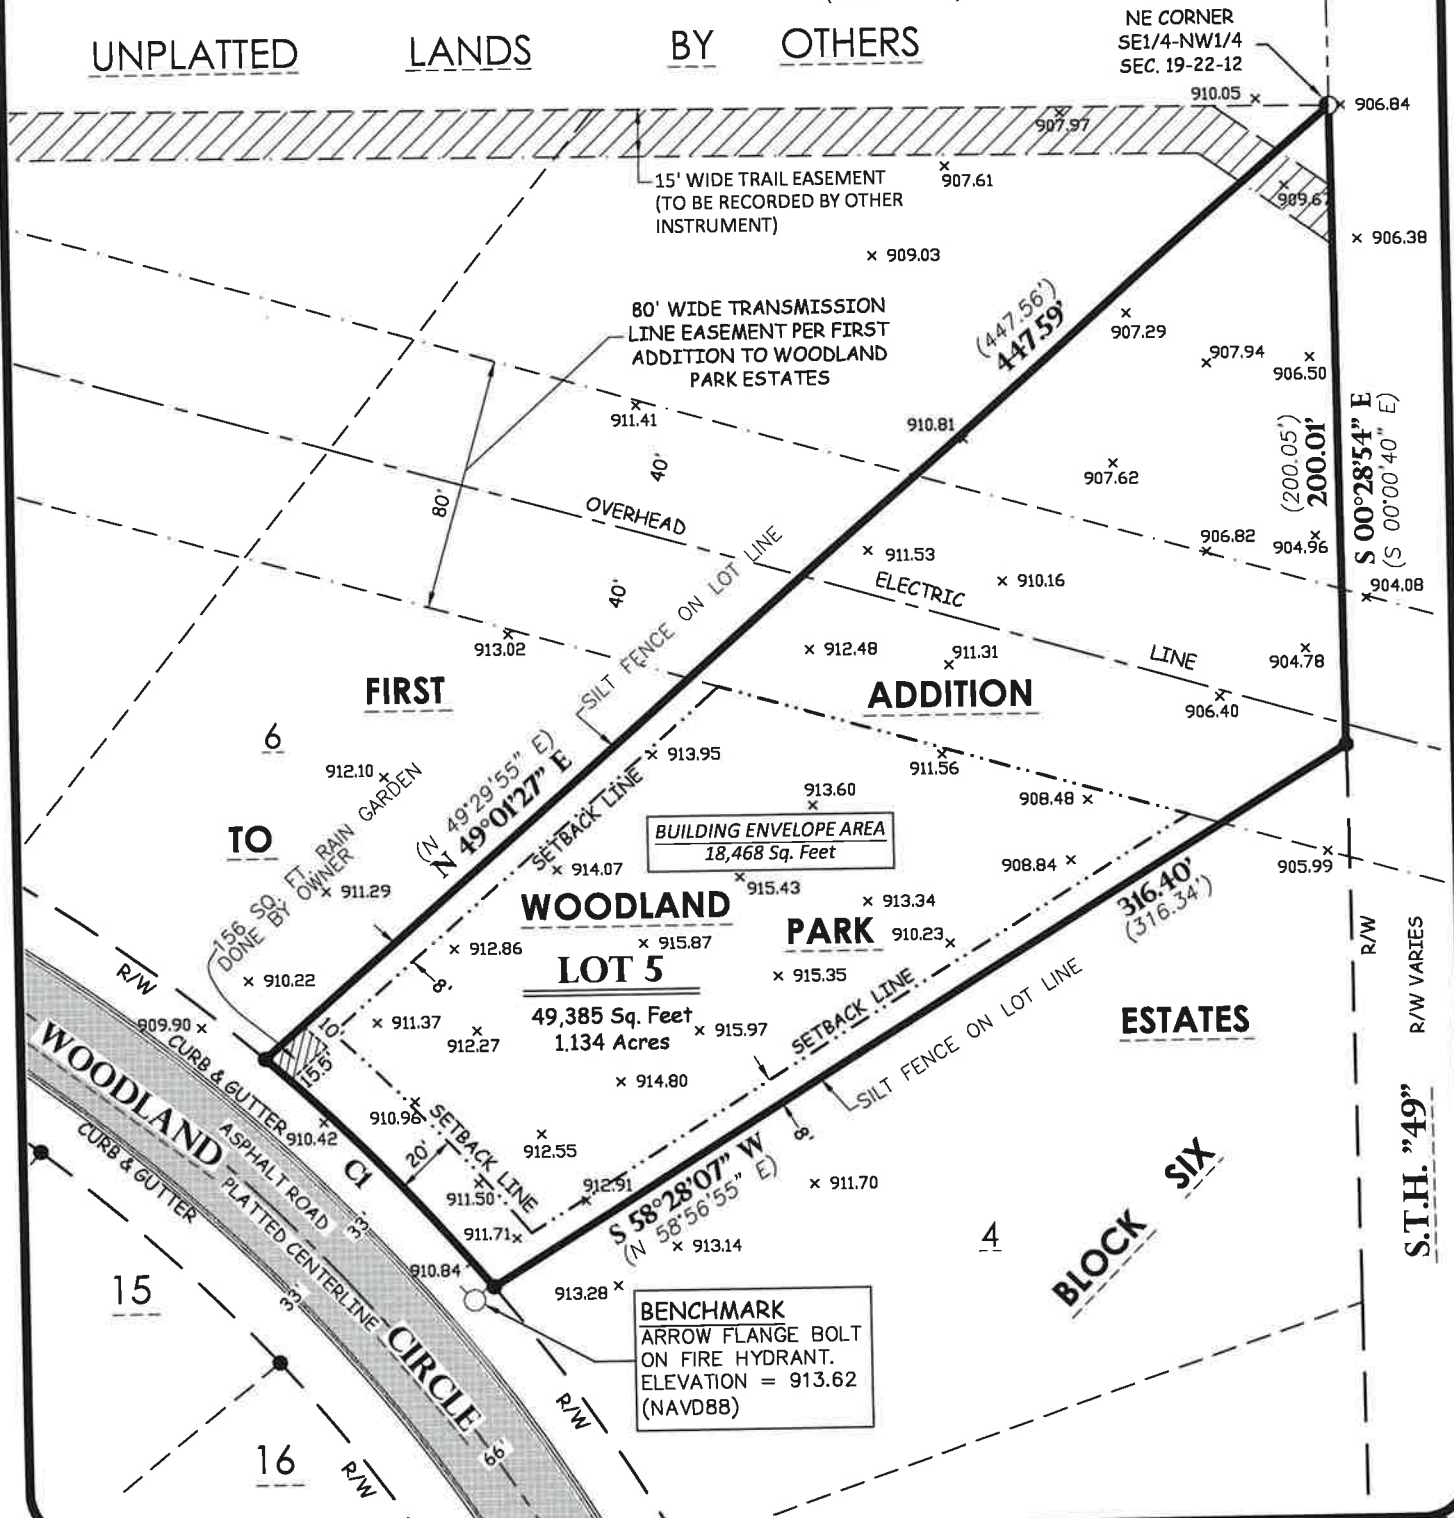 UNPLATTED LANDS BY OTHERS
NE CORNER
SE1/4-NW1/4
SEC. 19-22-12
910.05
906.84
907.97
907.61
15' WIDE TRAIL EASEMENT
(TO BE RECORDED BY OTHER
INSTRUMENT)
909.67
906.38
909.03
80' WIDE TRANSMISSION
LINE EASEMENT PER FIRST
ADDITION TO WOODLAND
PARK ESTATES
(447.56')
447.59'
907.29
907.94
906.50
911.41
910.81
907.62
(200.05')
200.01'
S 00°28'54" E
(S 00°00'40" E)
40'
80'
40'
OVERHEAD
ELECTRIC
LINE
906.82
904.96
904.08
911.53
910.16
SILT FENCE ON LOT LINE
913.02
912.48
911.31
904.78
906.40
FIRST
ADDITION
6
912.10
(N 49°29'55" E)
N 49°01'27" E
913.95
911.56
SETBACK LINE
913.60
908.48
BUILDING ENVELOPE AREA
18,468 Sq. Feet
TO
156 SQ. FT. RAIN GARDEN
DONE BY OWNER
911.29
914.07
915.43
908.84
905.99
316.40'
(316.34')
WOODLAND
PARK
913.34
910.23
912.86
915.87
LOT 5
49,385 Sq. Feet
1.134 Acres
915.35
915.97
8'
R/W
910.22
909.90
911.37
912.27
914.80
10'
15.5'
SETBACK LINE
SILT FENCE ON LOT LINE
ESTATES
R/W
R/W VARIES
S.T.H. "49"
WOODLAND
CURB & GUTTER
ASPHALT ROAD
PLATTED CENTERLINE
CURB & GUTTER
CIRCLE
910.42
910.96
SETBACK LINE
20'
C1
912.55
911.50
912.91
911.71
8'
S 58°28'07" W
(N 58°56'55" E)
911.70
913.14
910.84
913.28
4
BLOCK SIX
33'
33'
15
BENCHMARK
ARROW FLANGE BOLT
ON FIRE HYDRANT.
ELEVATION = 913.62
(NAVD88)
R/W
66'
16
R/W